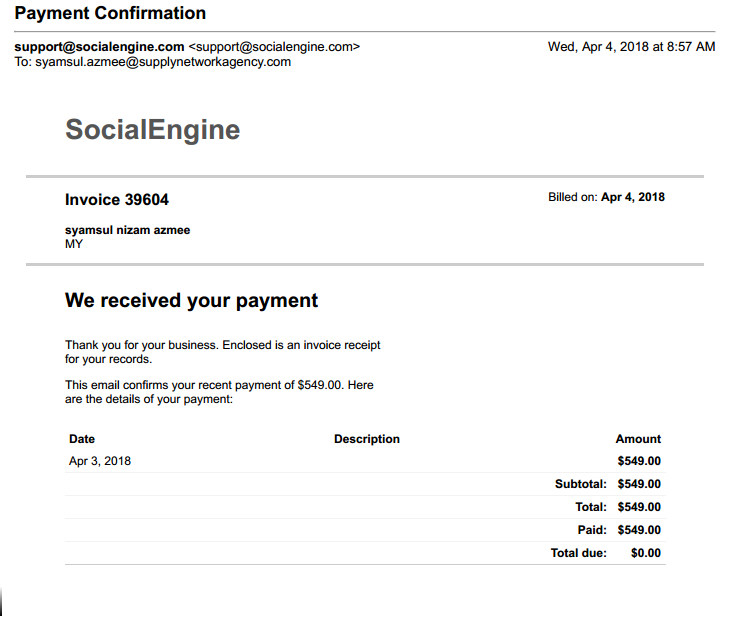 Payment Confirmation
support@socialengine.com <support@socialengine.com> Wed, Apr 4, 2018 at 8:57 AM
To: syamsul.azmee@supplynetworkagency.com
SocialEngine
Invoice 39604 Billed on: Apr 4, 2018
syamsul nizam azmee
MY
We received your payment
Thank you for your business. Enclosed is an invoice receipt
for your records.
This email confirms your recent payment of $549.00. Here
are the details of your payment:
Date Description Amount
Apr 3, 2018 $549.00
Subtotal: $549.00
Total: $549.00
Paid: $549.00
Total due: $0.00